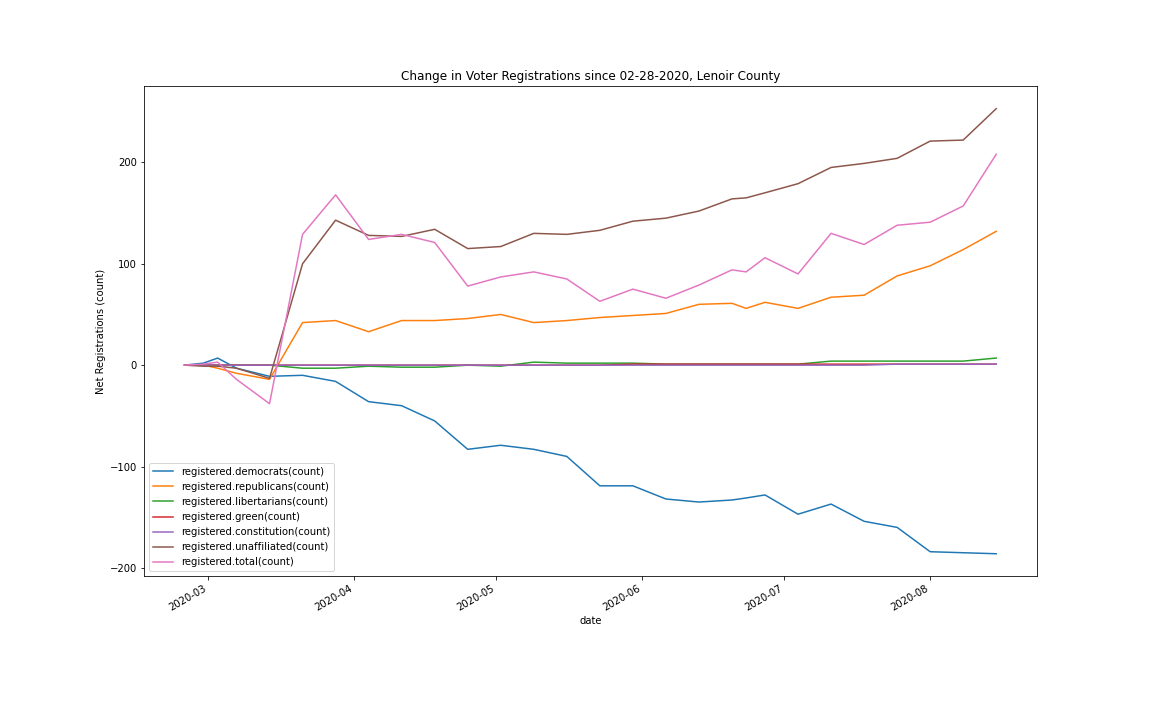 Change in Voter Registrations since 02-28-2020, Lenoir County
Net Registrations (count)
200
100
0
−100
−200
registered.democrats(count)
registered.republicans(count)
registered.libertarians(count)
registered.green(count)
registered.constitution(count)
registered.unaffiliated(count)
registered.total(count)
2020-03
2020-04
2020-05
2020-06
2020-07
2020-08
date